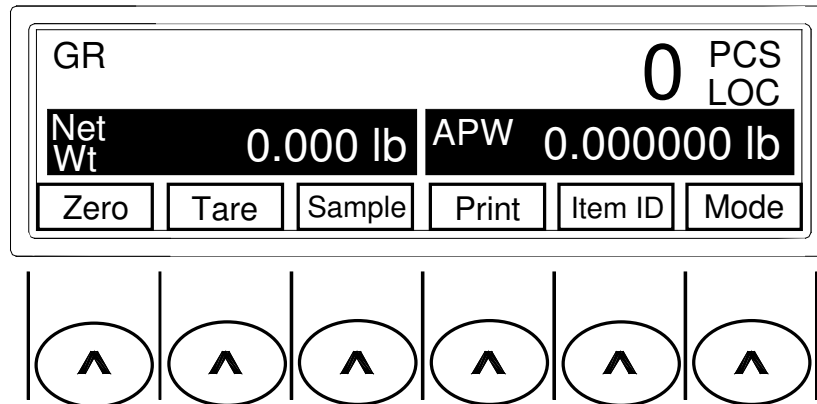 GR 0 PCS
LOC
Net
Wt 0.000 lb APW 0.000000 lb
Zero Tare Sample Print Item ID Mode